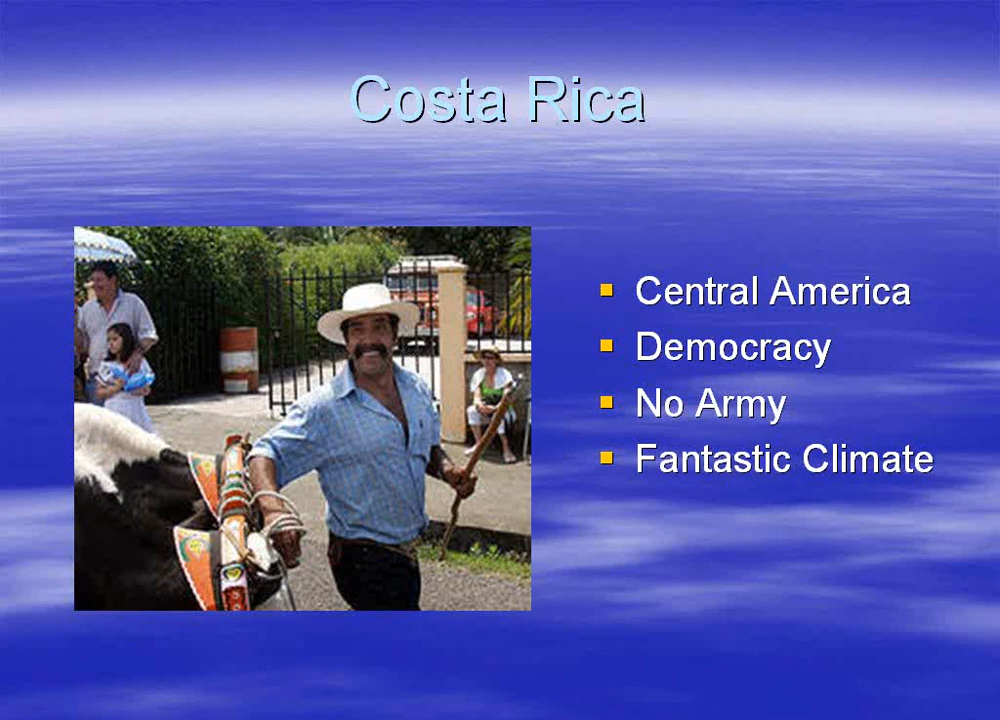 Costa Rica
Central America
Democracy
No Army
Fantastic Climate